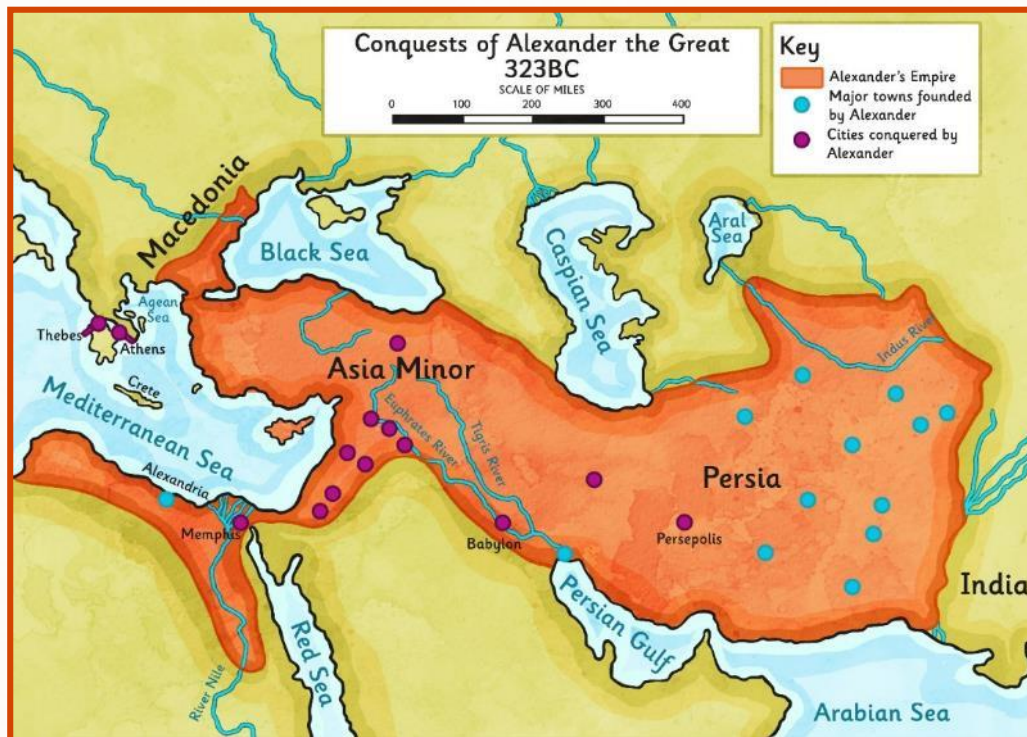 Conquests of Alexander the Great
323BC
SCALE OF MILES
0 100 200 300 400
Key
Alexander's Empire
Major towns founded
by Alexander
Cities conquered by
Alexander
Macedonia
Black Sea
Caspian Sea
Aral
Sea
Agean
Sea
Thebes
Athens
Indus River
Asia Minor
Crete
Mediterranean Sea
Euphrates River
Tigris River
Persia
Alexandria
Memphis
Babylon
Persepolis
India
Persian Gulf
Red Sea
River Nile
Arabian Sea